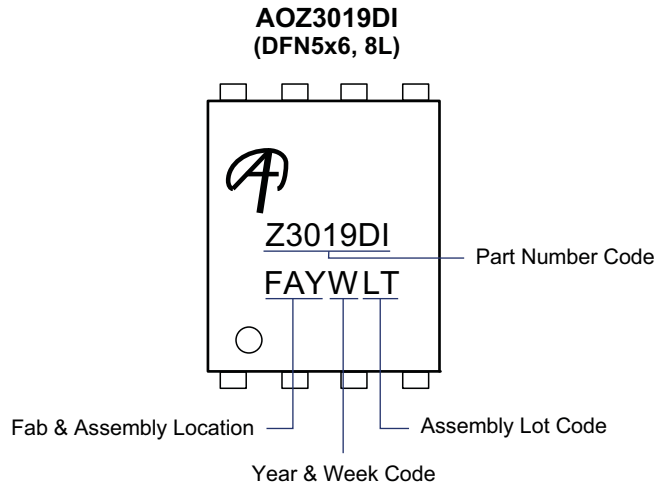 AOZ3019DI
(DFN5x6, 8L)
Z3019DI
Part Number Code
FAYWLT
Fab & Assembly Location
Assembly Lot Code
Year & Week Code